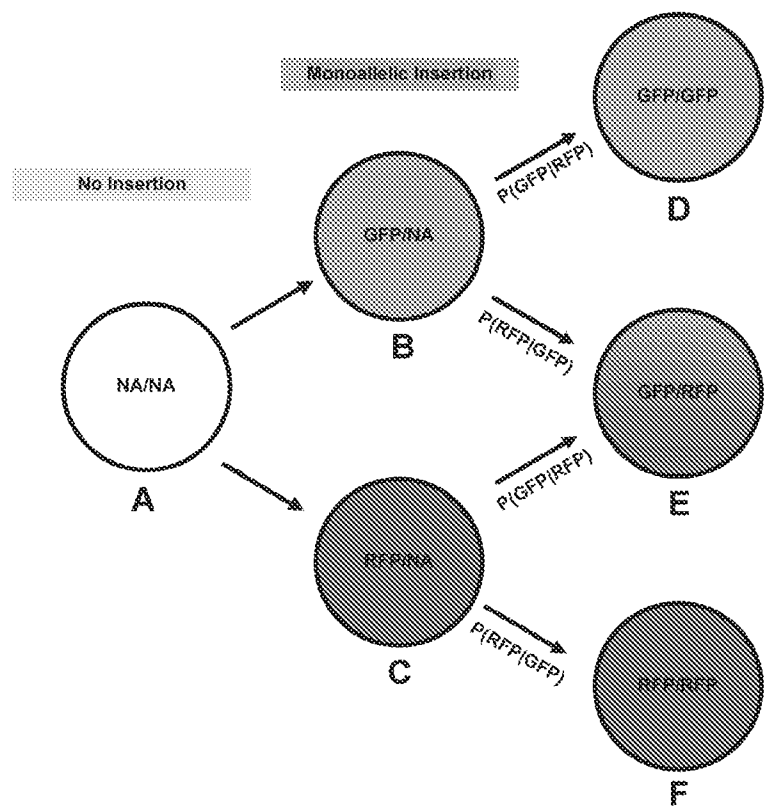 Monoallelic Insertion
GFP/GFP
P(GFP|RFP)
D
No Insertion
GFP/NA
B
P(RFP|GFP)
NA/NA
A
GFP/RFP
P(GFP|RFP)
E
RFP/NA
C
P(RFP|GFP)
RFP/RFP
F